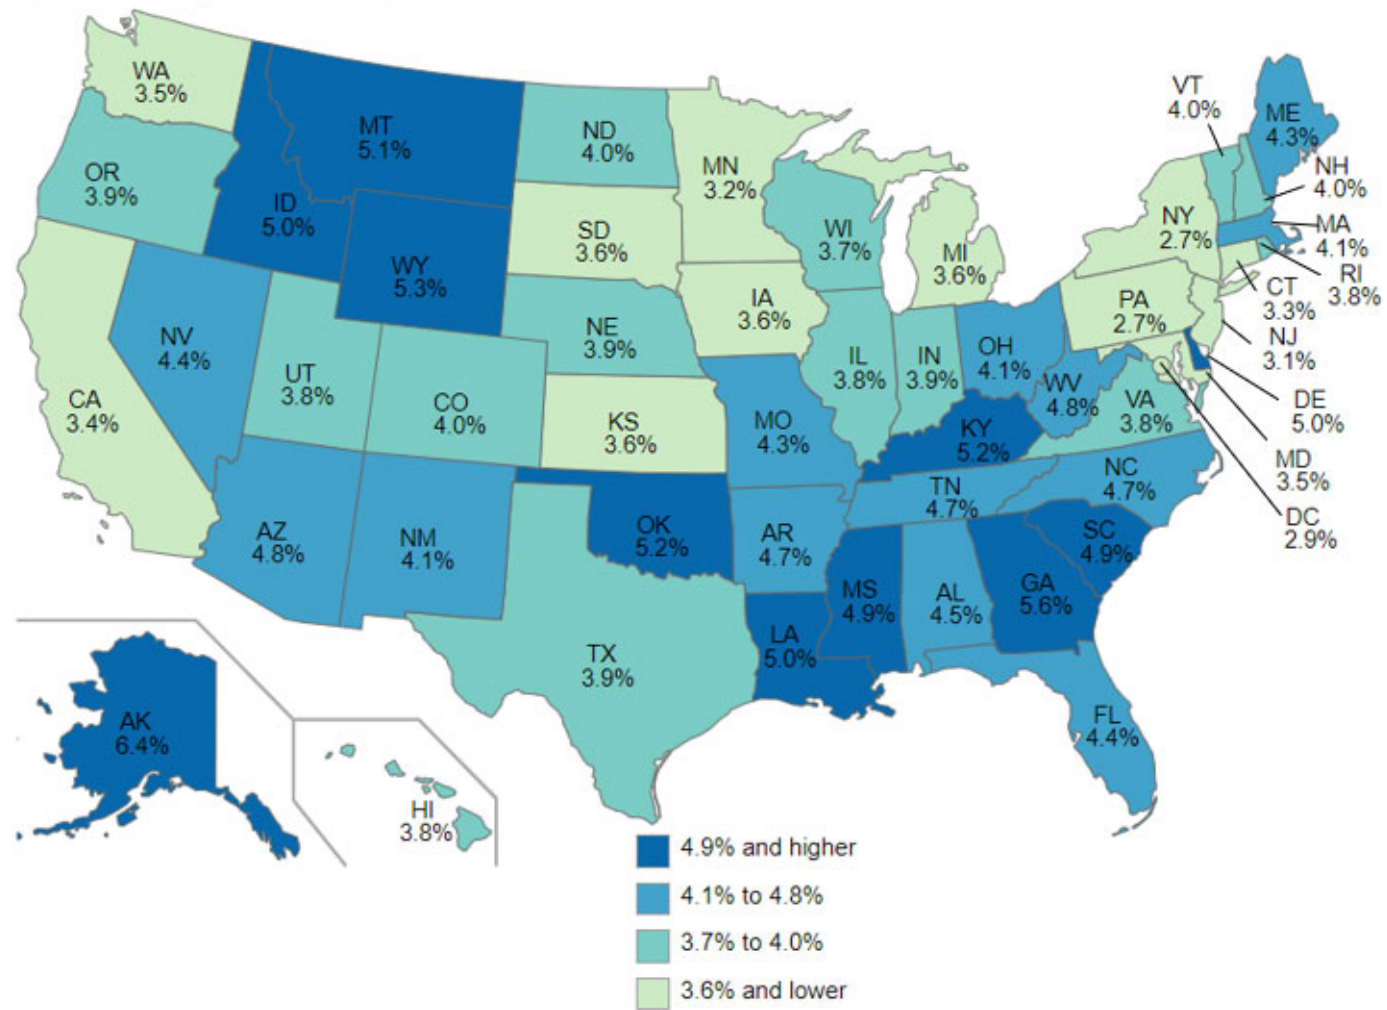 WA
3.5%
MT
5.1%
ND
4.0%
MN
3.2%
VT
4.0%
ME
4.3%
OR
3.9%
ID
5.0%
SD
3.6%
WI
3.7%
MI
3.6%
NY
2.7%
NH
4.0%
MA
4.1%
RI
3.8%
CT
3.3%
WY
5.3%
IA
3.6%
PA
2.7%
NJ
3.1%
NV
4.4%
UT
3.8%
CO
4.0%
NE
3.9%
IL
3.8%
IN
3.9%
OH
4.1%
WV
4.8%
VA
3.8%
DE
5.0%
MD
3.5%
DC
2.9%
CA
3.4%
KS
3.6%
MO
4.3%
KY
5.2%
AZ
4.8%
NM
4.1%
OK
5.2%
AR
4.7%
TN
4.7%
NC
4.7%
SC
4.9%
MS
4.9%
AL
4.5%
GA
5.6%
TX
3.9%
LA
5.0%
FL
4.4%
AK
6.4%
HI
3.8%
4.9% and higher
4.1% to 4.8%
3.7% to 4.0%
3.6% and lower